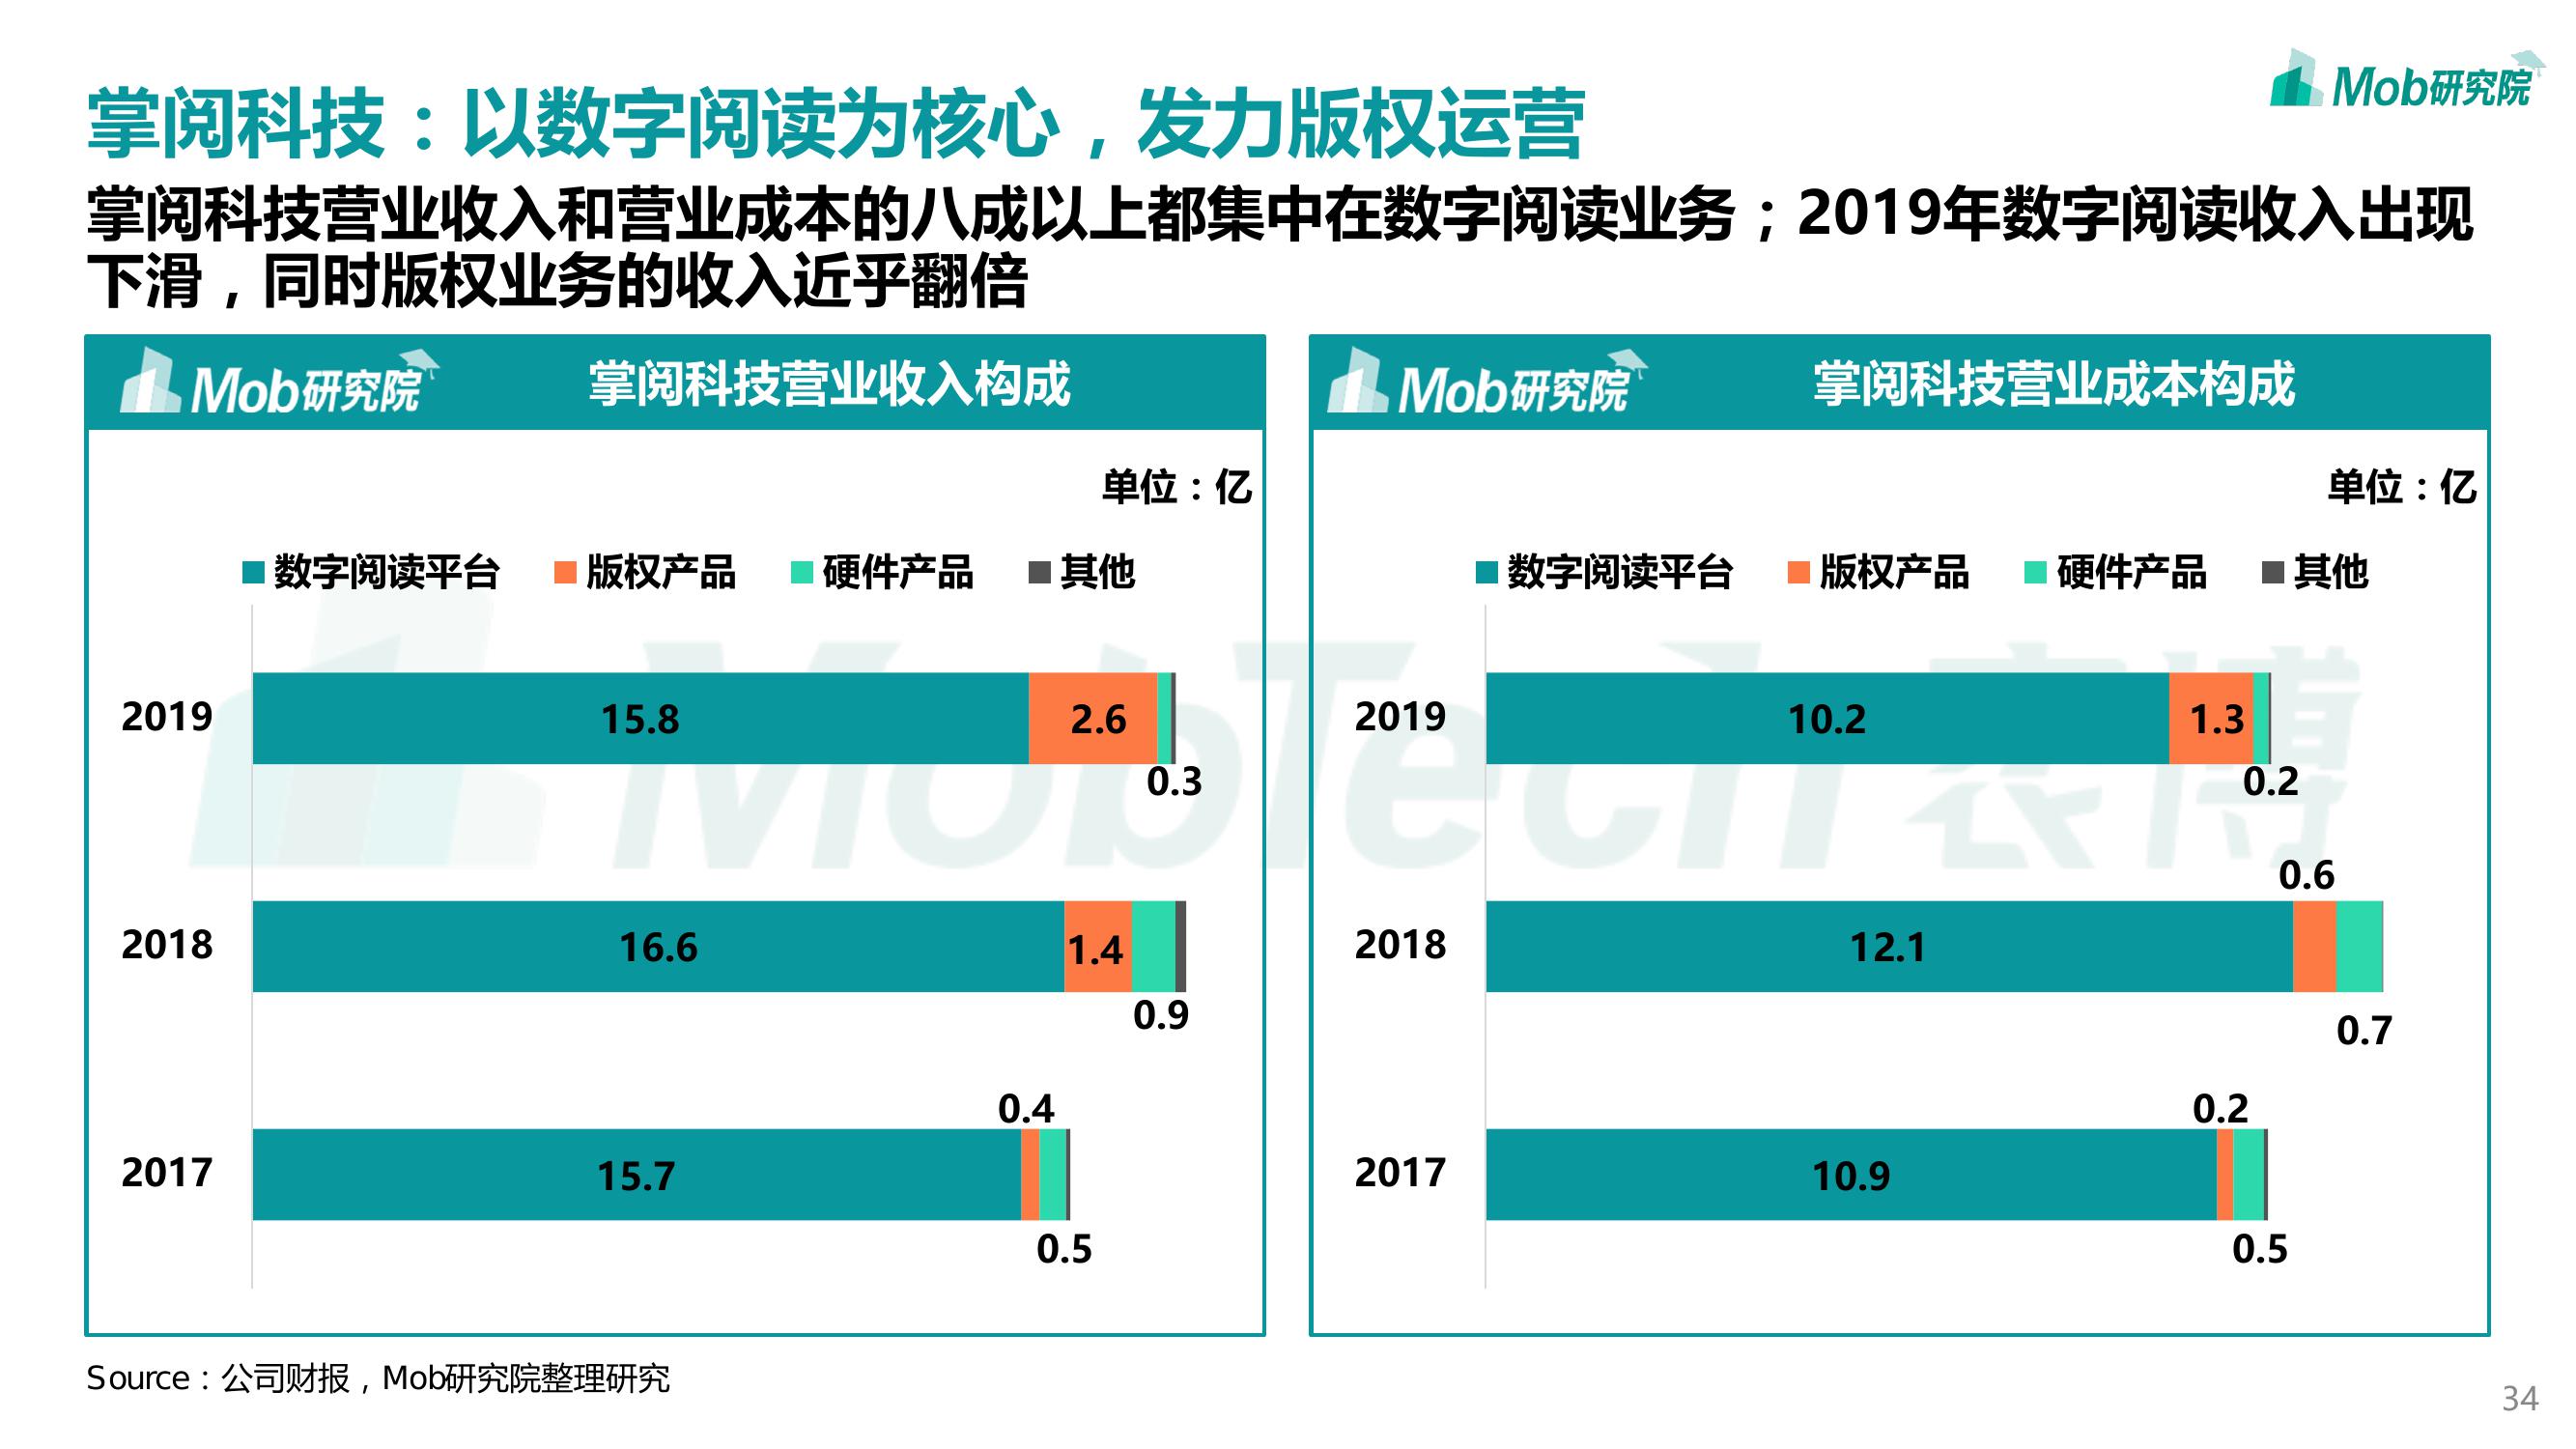 Mob研究院
掌阅科技：以数字阅读为核心，发力版权运营
掌阅科技营业收入和营业成本的八成以上都集中在数字阅读业务；2019年数字阅读收入出现
下滑，同时版权业务的收入近乎翻倍
Mob研究院 掌阅科技营业收入构成
单位：亿
数字阅读平台 版权产品 硬件产品 其他
2019 15.8 2.6
0.3
2018 16.6 1.4
0.9
0.4
2017 15.7
0.5
Mob研究院 掌阅科技营业成本构成
单位：亿
数字阅读平台 版权产品 硬件产品 其他
2019 10.2 1.3
0.2
0.6
2018 12.1
0.7
0.2
2017 10.9
0.5
MobTech 袤博
Source：公司财报，Mob研究院整理研究
34